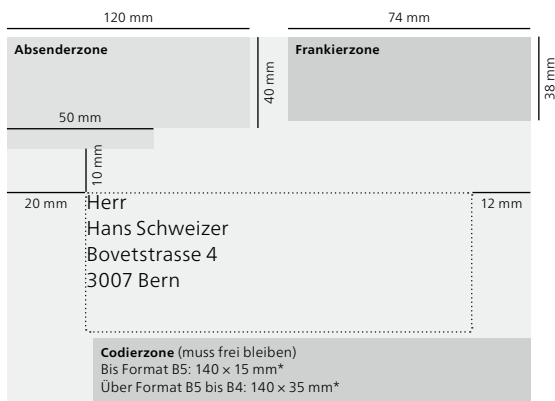 120 mm
74 mm
Absenderzone
Frankierzone
40 mm
38 mm
50 mm
10 mm
20 mm
12 mm
Herr
Hans Schweizer
Bovetstrasse 4
3007 Bern
Codierzone (muss frei bleiben)
Bis Format B5: 140 × 15 mm*
Über Format B5 bis B4: 140 × 35 mm*